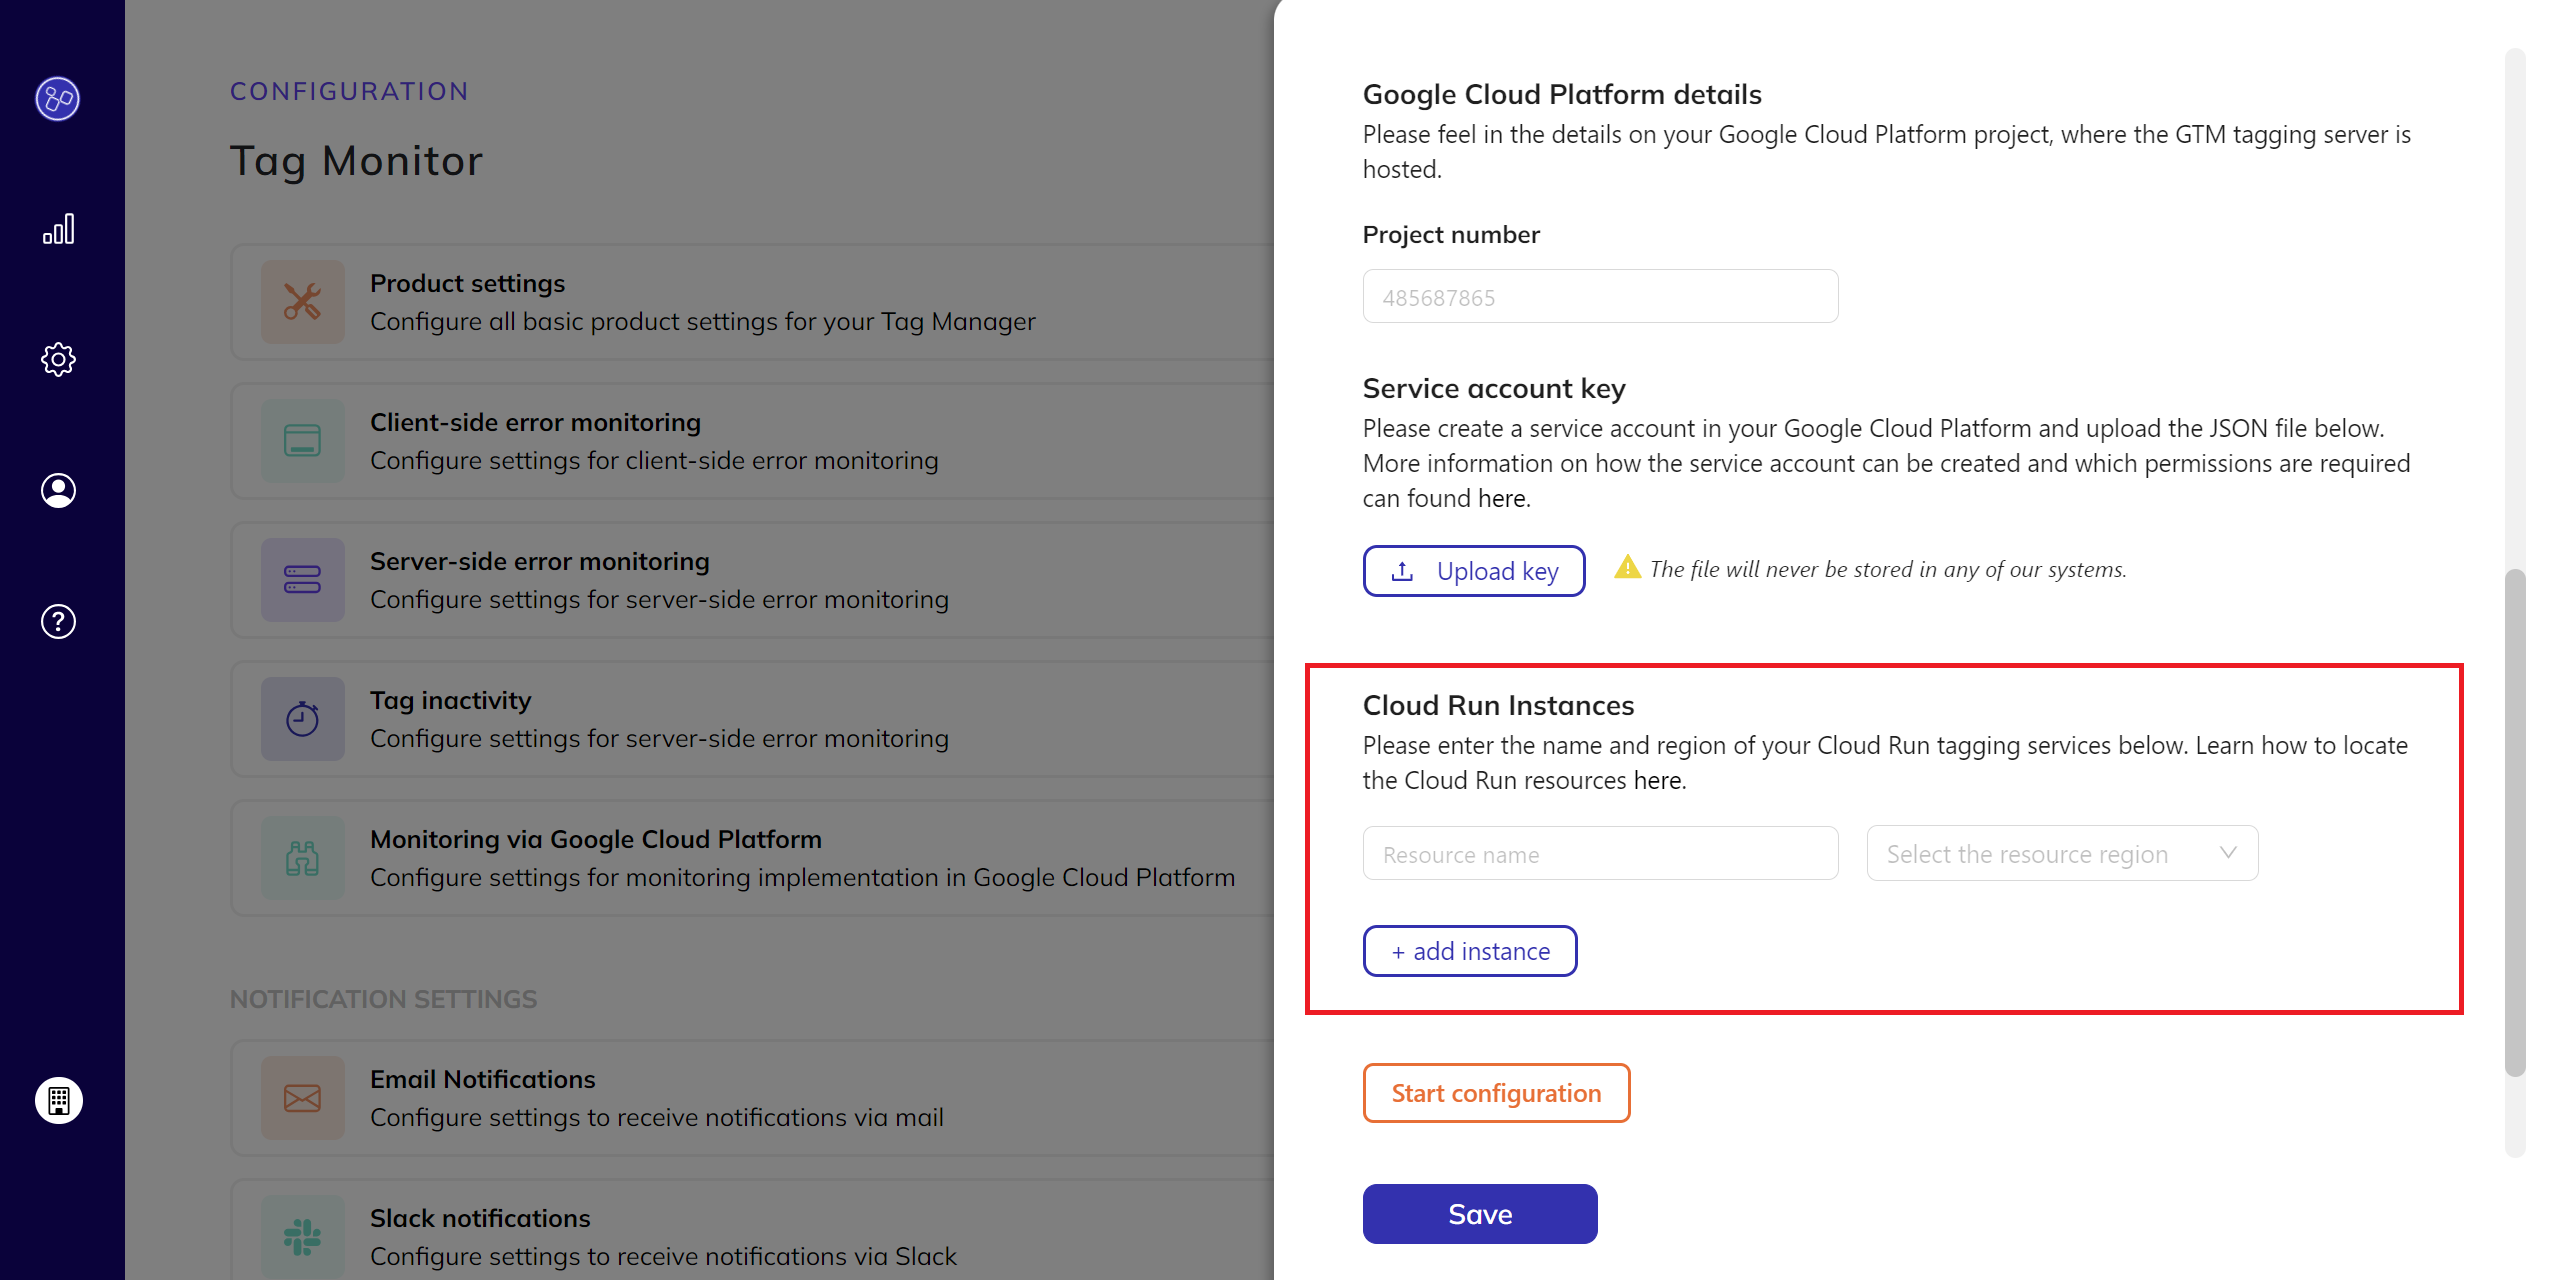 CONFIGURATION
Tag Monitor
Product settings
Configure all basic product settings for your Tag Manager
Client-side error monitoring
Configure settings for client-side error monitoring
Server-side error monitoring
Configure settings for server-side error monitoring
Tag inactivity
Configure settings for server-side error monitoring
Monitoring via Google Cloud Platform
Configure settings for monitoring implementation in Google Cloud Platform
NOTIFICATION SETTINGS
Email Notifications
Configure settings to receive notifications via mail
Slack notifications
Configure settings to receive notifications via Slack
Google Cloud Platform details
Please feel in the details on your Google Cloud Platform project, where the GTM tagging server is
hosted.
Project number
485687865
Service account key
Please create a service account in your Google Cloud Platform and upload the JSON file below.
More information on how the service account can be created and which permissions are required
can found here.
Upload key
The file will never be stored in any of our systems.
Cloud Run Instances
Please enter the name and region of your Cloud Run tagging services below. Learn how to locate
the Cloud Run resources here.
Resource name
Select the resource region
+ add instance
Start configuration
Save